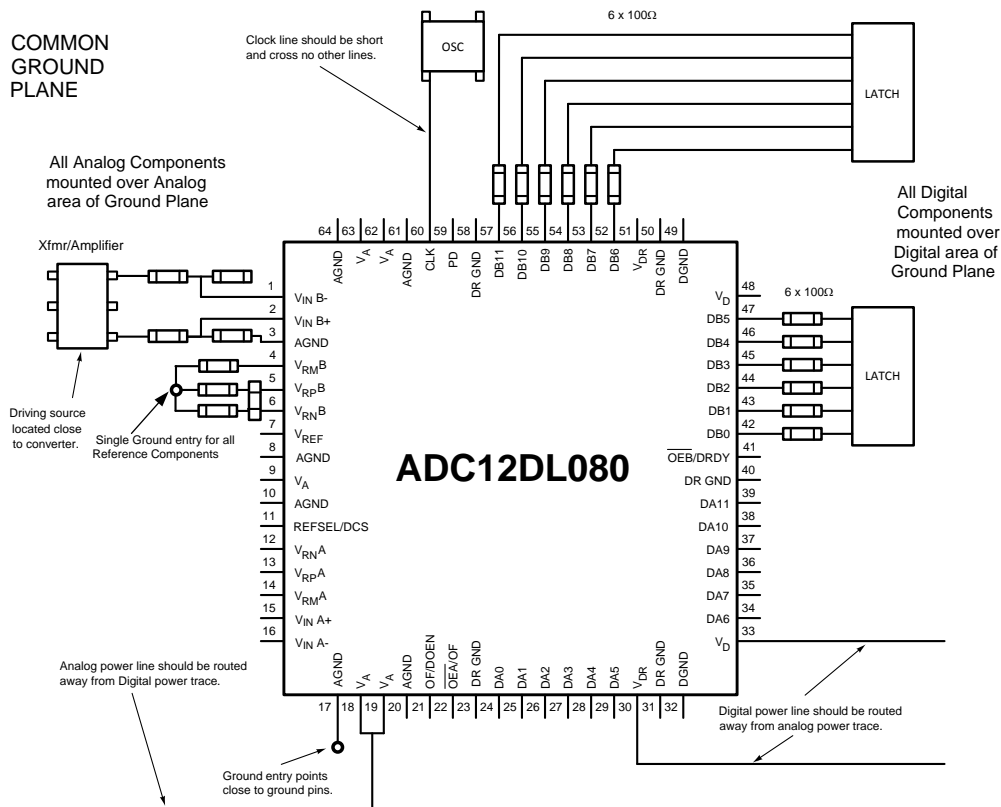 COMMON
GROUND
PLANE
Clock line should be short
and cross no other lines.
OSC
6 x 100Ω
LATCH
All Analog Components
mounted over Analog
area of Ground Plane
All Digital
Components
mounted over
Digital area of
Ground Plane
Xfmr/Amplifier
64 63 62 61 60 59 58 57 56 55 54 53 52 51 50 49
AGND
VA
VA
AGND
CLK
PD
DR GND
DB11
DB10
DB9
DB8
DB7
DB6
VDR
DR GND
DGND
1 VIN B-
2 VIN B+
3 AGND
4 VRMB
5 VRPB
6 VRNB
7 VREF
8 AGND
9 VA
10 AGND
11 REFSEL/DCS
12 VRNA
13 VRPA
14 VRMA
15 VIN A+
16 VIN A-
Driving source
located close
to converter.
Single Ground entry for all
Reference Components
ADC12DL080
VD 48
DB5 47
DB4 46
DB3 45
DB2 44
DB1 43
DB0 42
OEB/DRDY 41
DR GND 40
DA11 39
DA10 38
DA9 37
DA8 36
DA7 35
DA6 34
VD 33
6 x 100Ω
LATCH
AGND
VA
VA
AGND
OF/DOEN
OEA/OF
DR GND
DA0
DA1
DA2
DA3
DA4
DA5
VDR
DR GND
DGND
17 18 19 20 21 22 23 24 25 26 27 28 29 30 31 32
Analog power line should be routed
away from Digital power trace.
Ground entry points
close to ground pins.
Digital power line should be routed
away from analog power trace.